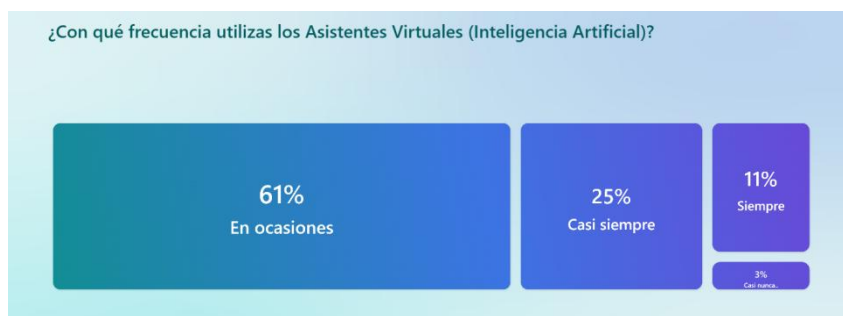 ¿Con qué frecuencia utilizas los Asistentes Virtuales (Inteligencia Artificial)?
61%
En ocasiones
25%
Casi siempre
11%
Siempre
3%
Casi nunca..